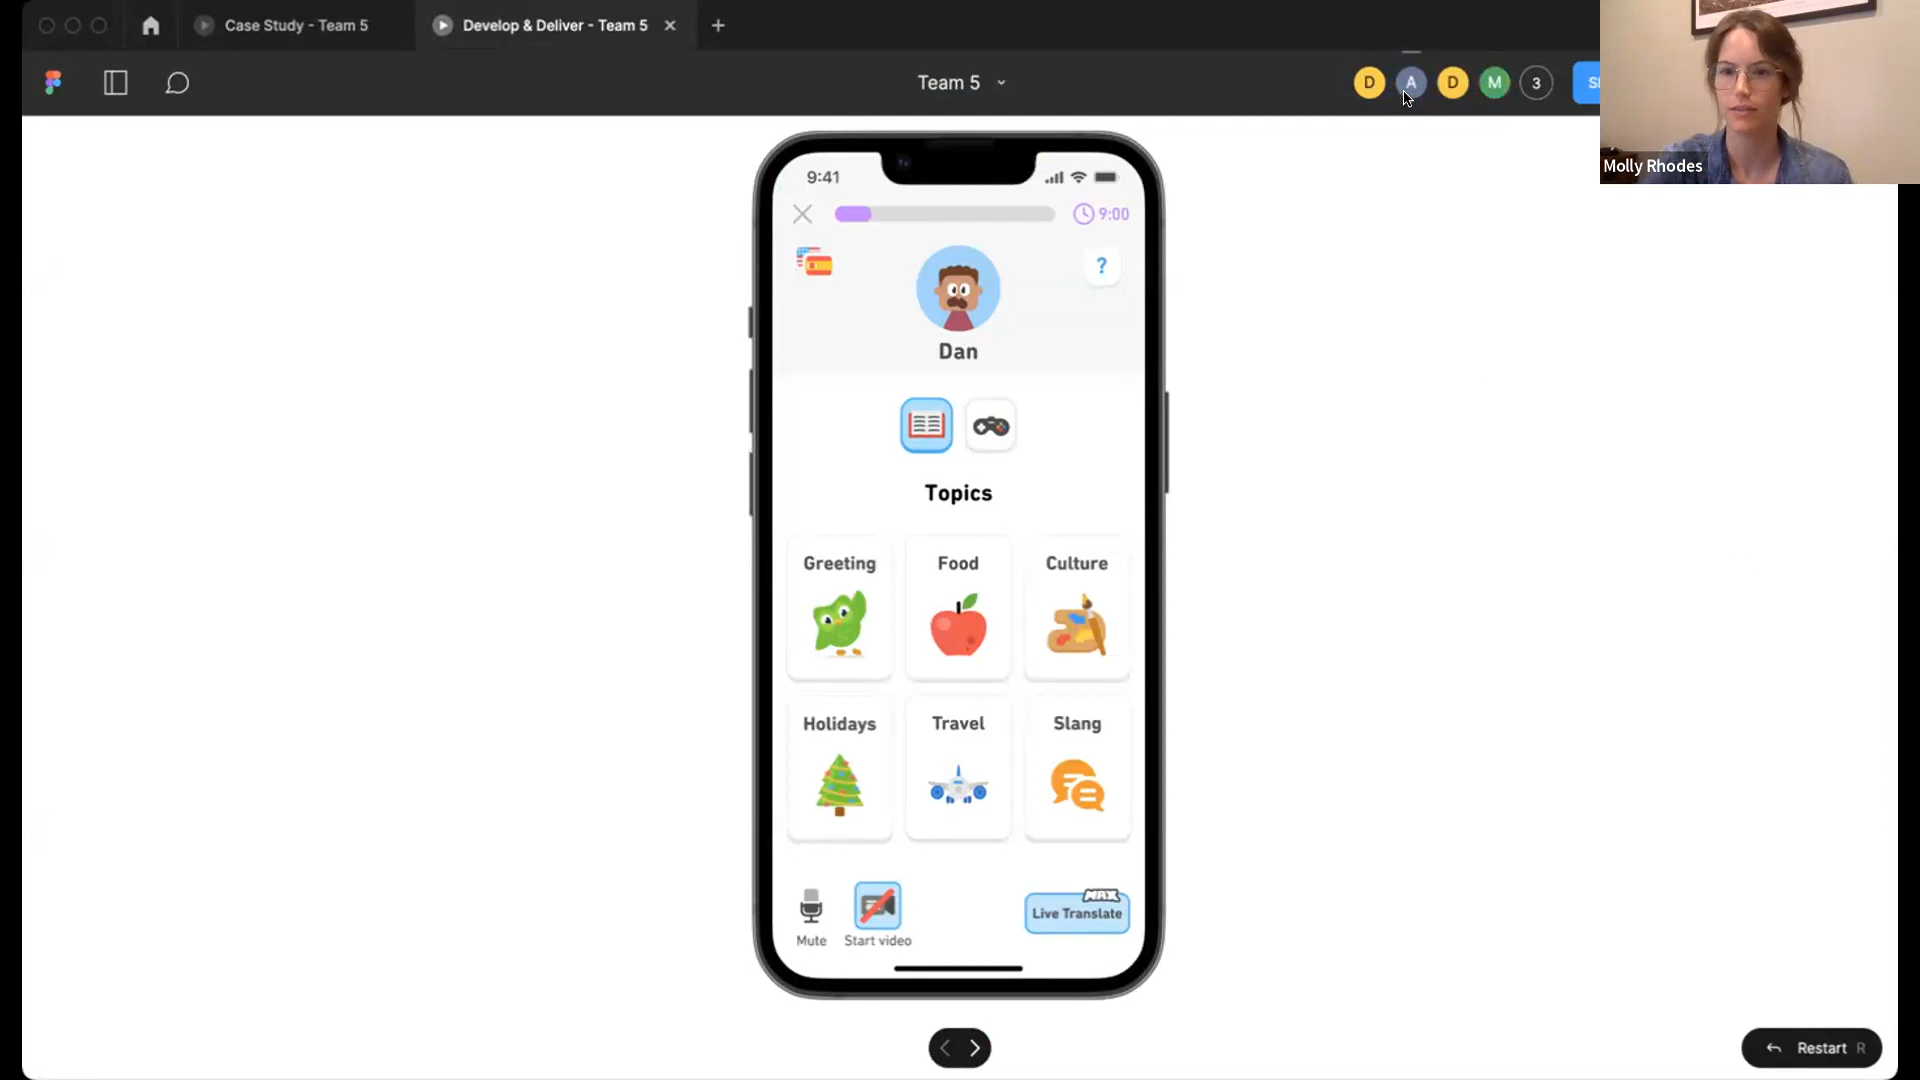 Case Study - Team 5
Develop & Deliver - Team 5
Team 5
D
A
D
M
3
Molly Rhodes
9:41
9:00
?
Dan
Topics
Greeting
Food
Culture
Holidays
Travel
Slang
MAX
Live Translate
Mute
Start video
Restart R